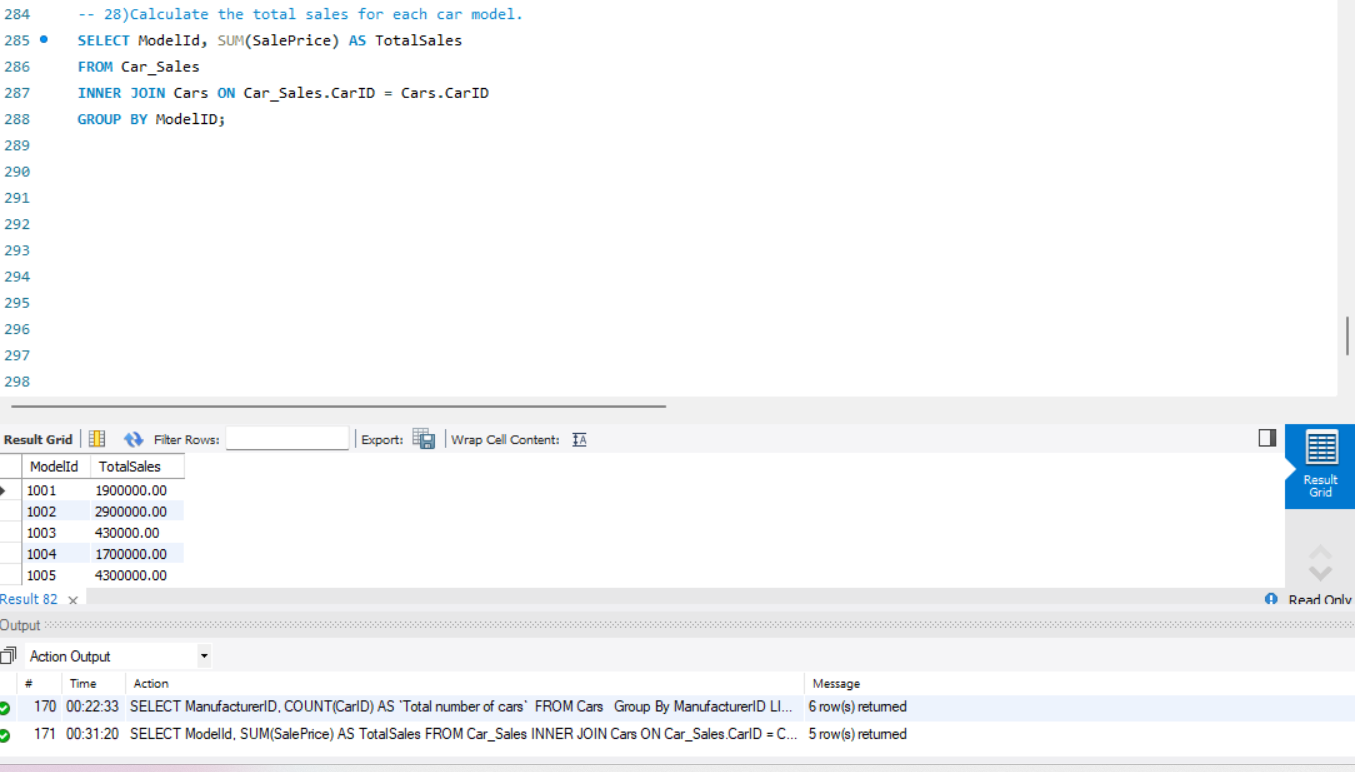 284 -- 28)Calculate the total sales for each car model.
285 SELECT ModelId, SUM(SalePrice) AS TotalSales
286 FROM Car_Sales
287 INNER JOIN Cars ON Car_Sales.CarID = Cars.CarID
288 GROUP BY ModelID;
289
290
291
292
293
294
295
296
297
298
Result Grid Filter Rows: Export: Wrap Cell Content: IA
ModelId TotalSales
1001 1900000.00
1002 2900000.00
1003 430000.00
1004 1700000.00
1005 4300000.00
Result
Grid
Result 82 Read Only
Output
Action Output
# Time Action Message
170 00:22:33 SELECT ManufacturerID, COUNT(CarID) AS `Total number of cars` FROM Cars Group By ManufacturerID LI... 6 row(s) returned
171 00:31:20 SELECT ModelId, SUM(SalePrice) AS TotalSales FROM Car_Sales INNER JOIN Cars ON Car_Sales.CarID = C... 5 row(s) returned